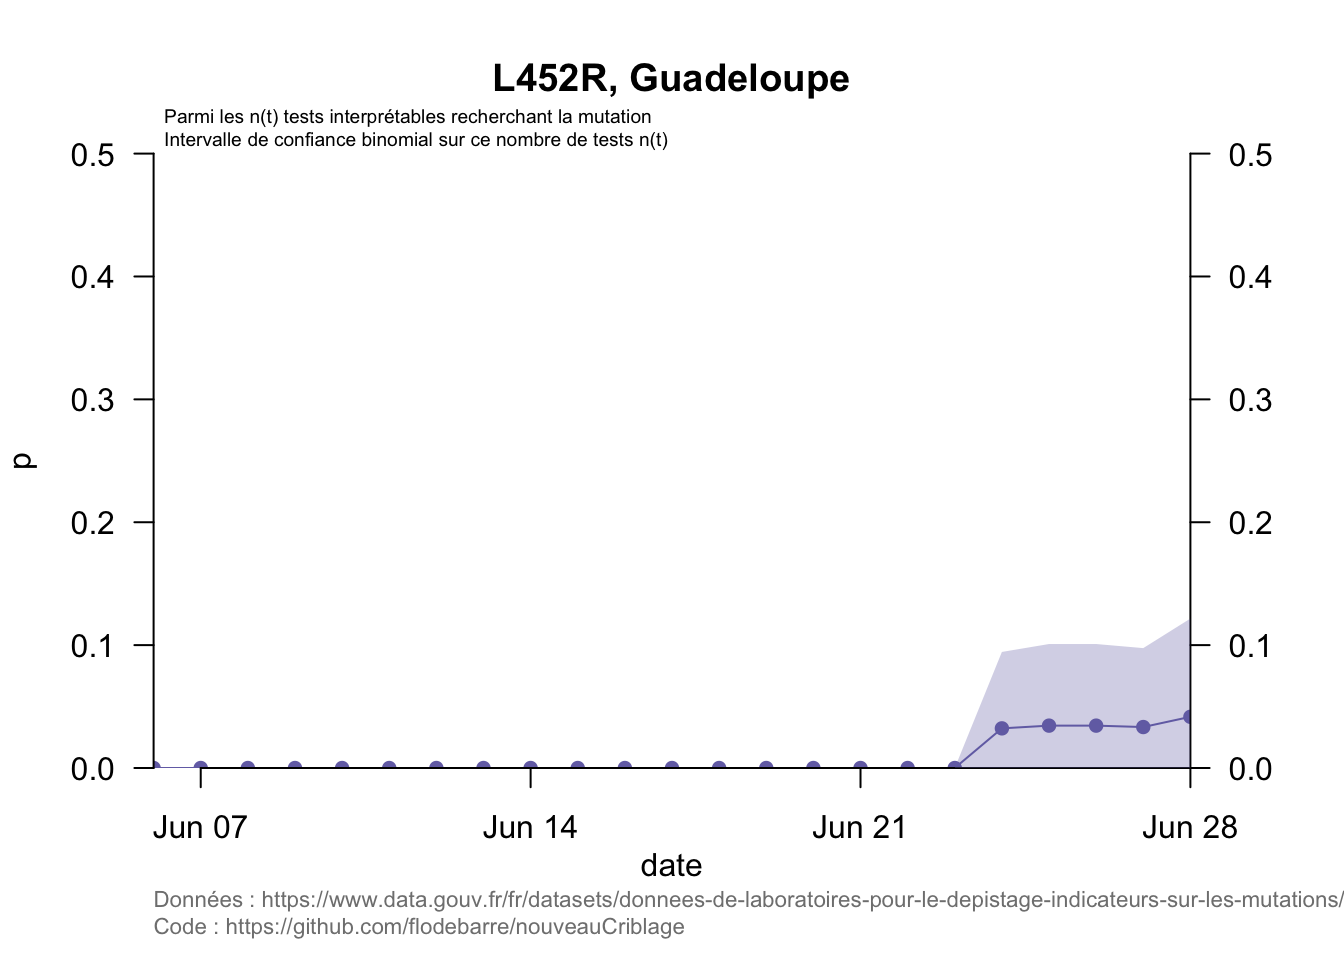 L452R, Guadeloupe
Parmi les n(t) tests interprétables recherchant la mutation
Intervalle de confiance binomial sur ce nombre de tests n(t)
0.5
0.4
0.3
0.2
0.1
0.0
p
0.5
0.4
0.3
0.2
0.1
0.0
Jun 07 Jun 14 Jun 21 Jun 28
date
Données : https://www.data.gouv.fr/fr/datasets/donnees-de-laboratoires-pour-le-depistage-indicateurs-sur-les-mutations/
Code : https://github.com/flodebarre/nouveauCriblage